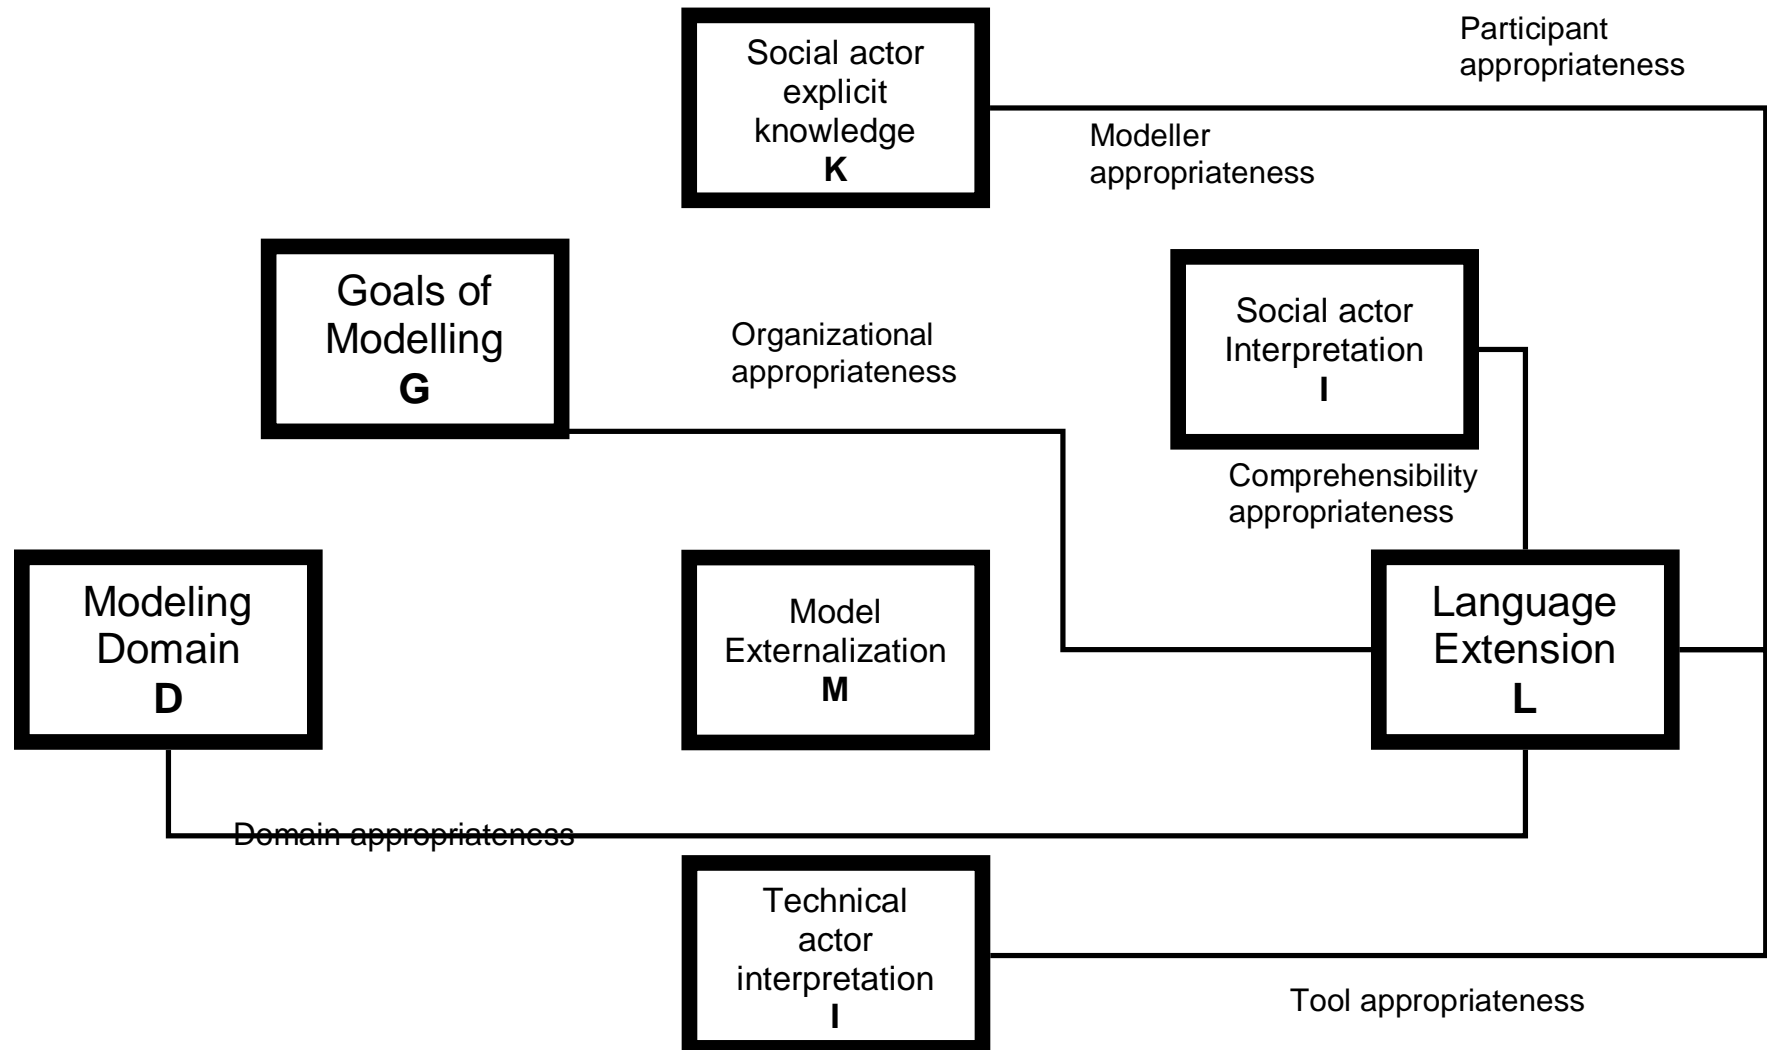 Participant
appropriateness
Social actor
explicit
knowledge
K
Modeller
appropriateness
Goals of
Modelling
G
Organizational
appropriateness
Social actor
Interpretation
I
Comprehensibility
appropriateness
Modeling
Domain
D
Model
Externalization
M
Language
Extension
L
Domain appropriateness
Technical
actor
interpretation
I
Tool appropriateness